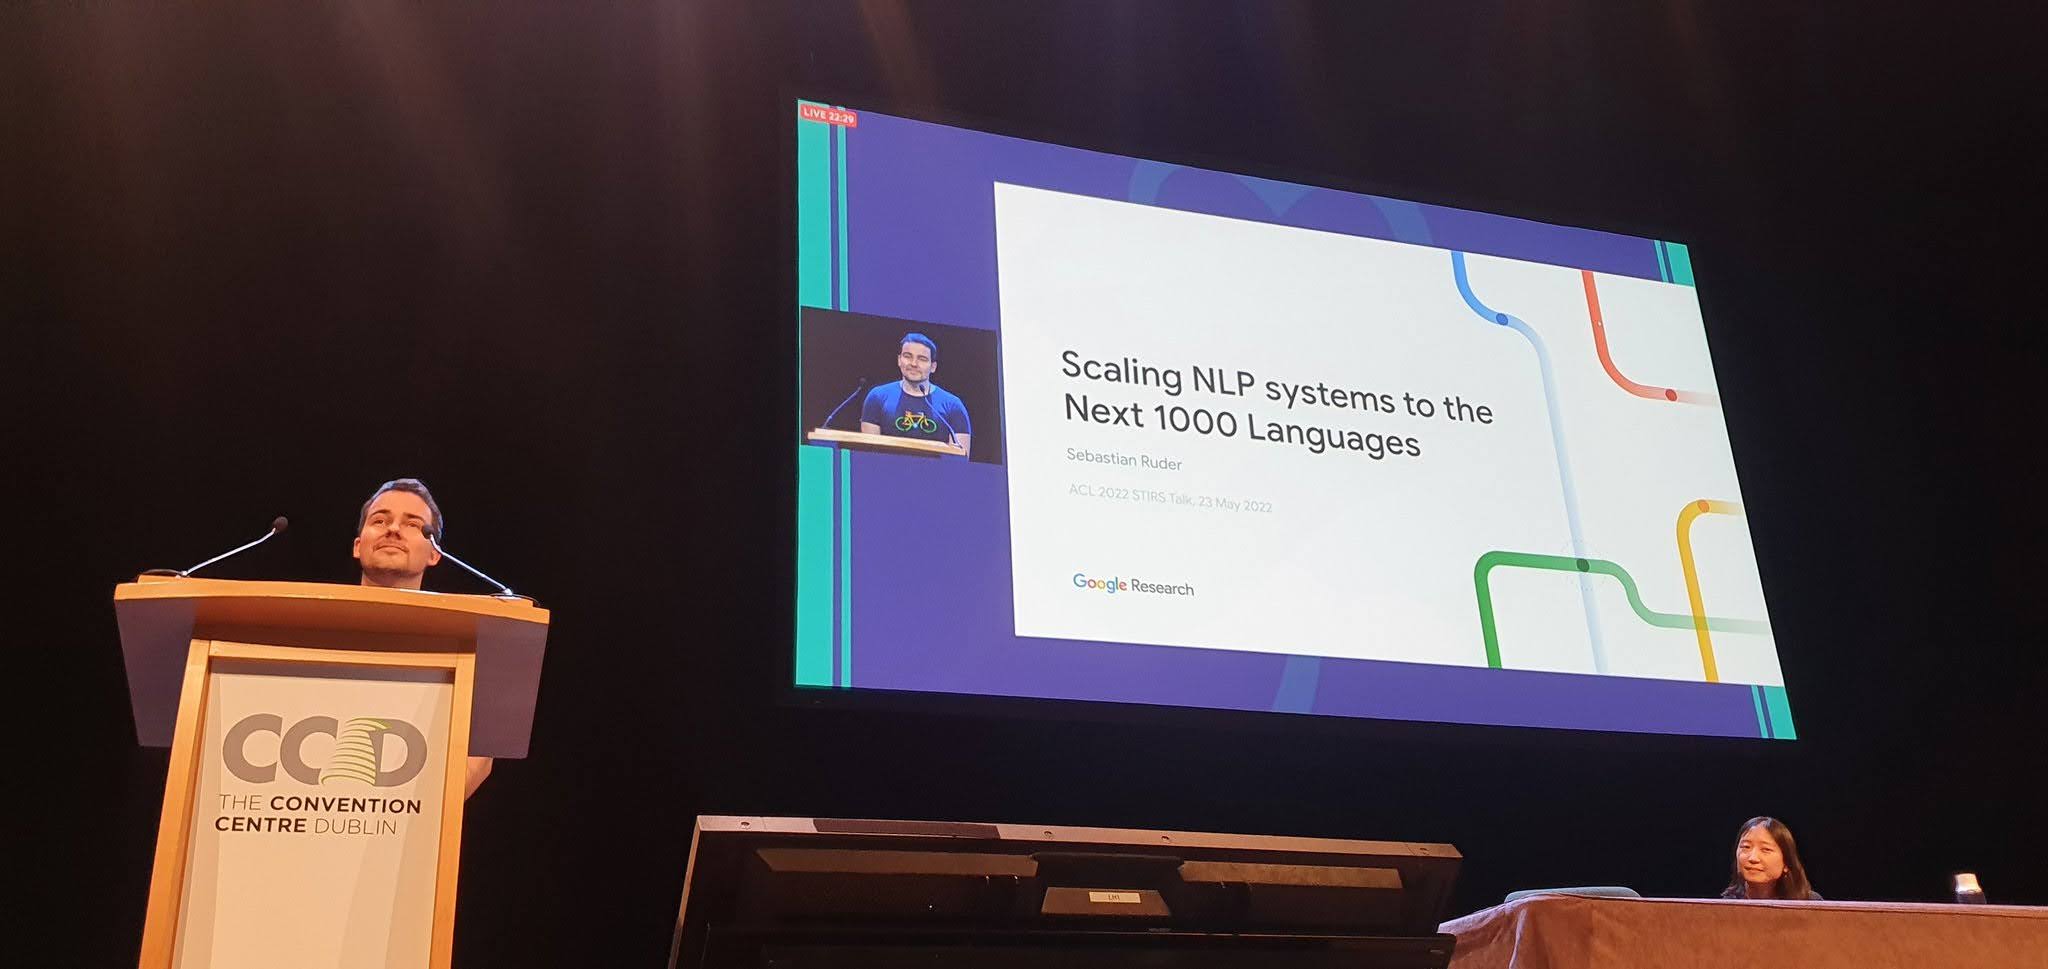 LIVE 22:29
Scaling NLP systems to the
Next 1000 Languages
Sebastian Ruder
ACL 2022 STIRS Talk, 23 May 2022
Google Research
CCD
THE CONVENTION
CENTRE DUBLIN
LH1